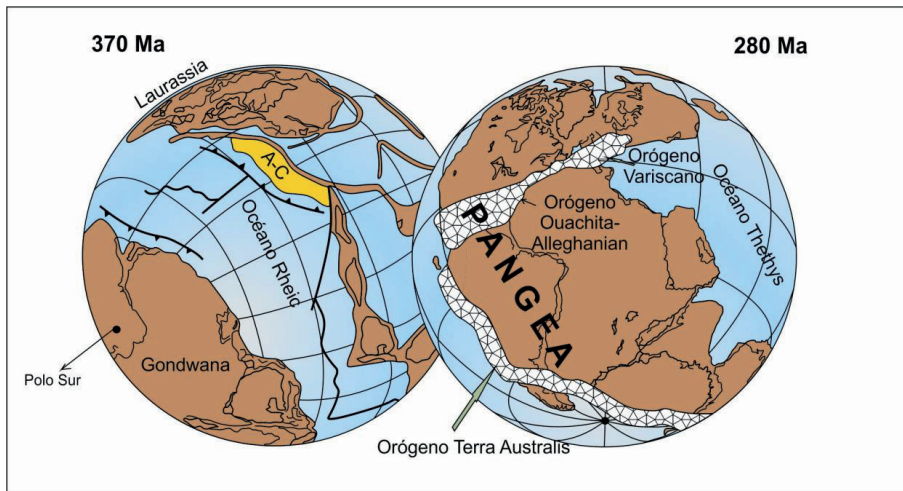 370 Ma
280 Ma
Laurassia
A-C
Océano Rheic
Gondwana
Polo Sur
Orógeno
Variscano
Orógeno
Ouachita-
Alleghanian
Océano Thethys
PANGEA
Orógeno Terra Australis